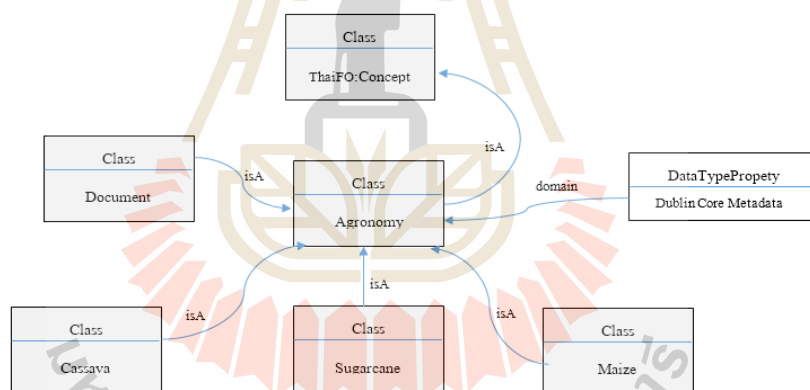 Class
ThaiFO:Concept
isA
Class
Document
isA
Class
Agronomy
domain
DataTypePropety
Dublin Core Metadata
isA
isA
isA
Class
Cassava
Class
Sugarcane
Class
Maize